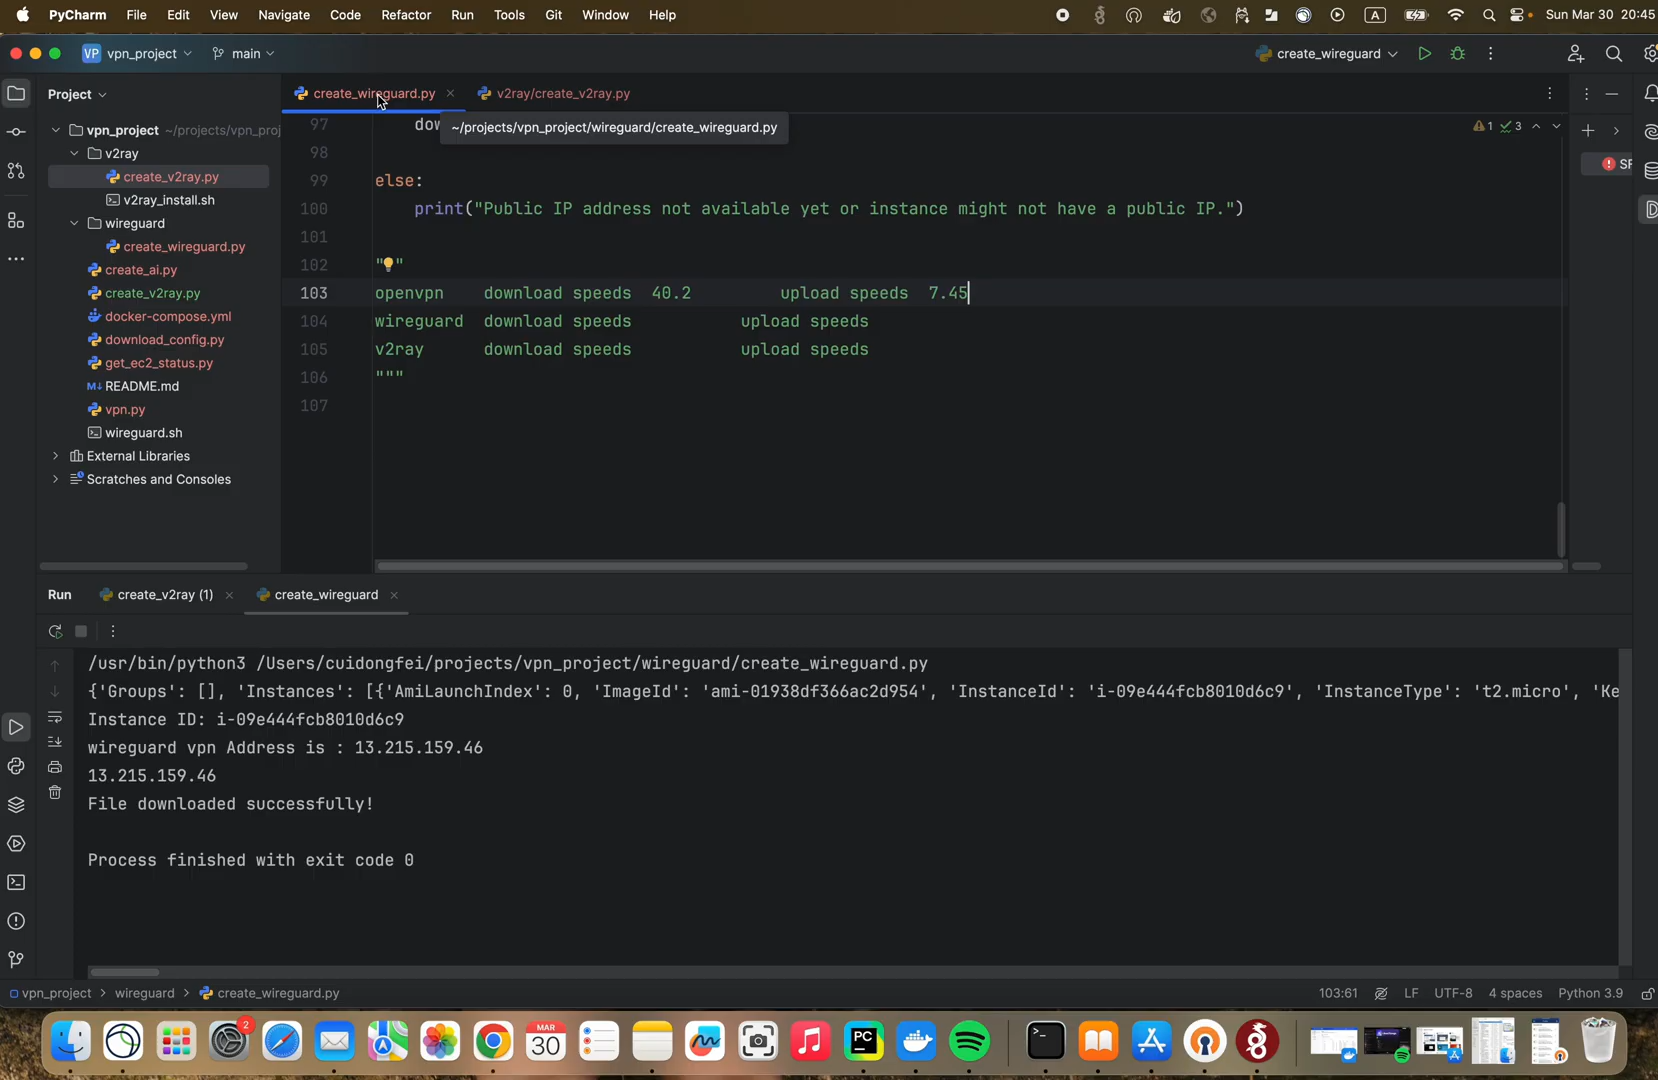 PyCharm File Edit View Navigate Code Refactor Run Tools Git Window Help A Sun Mar 30 20:45
VP vpn_project main create_wireguard
Project create_wireguard.py v2ray/create_v2ray.py
~/projects/vpn_project/wireguard/create_wireguard.py
1 3
vpn_project ~/projects/vpn_proj
v2ray
create_v2ray.py
v2ray_install.sh
wireguard
create_wireguard.py
create_ai.py
create_v2ray.py
docker-compose.yml
download_config.py
get_ec2_status.py
README.md
vpn.py
wireguard.sh
External Libraries
Scratches and Consoles
97
98
99 else:
100 print("Public IP address not available yet or instance might not have a public IP.")
101
102 " "
103 openvpn download speeds 40.2 upload speeds 7.45
104 wireguard download speeds upload speeds
105 v2ray download speeds upload speeds
106 """
107
Run create_v2ray (1) create_wireguard
/usr/bin/python3 /Users/cuidongfei/projects/vpn_project/wireguard/create_wireguard.py
{'Groups': [], 'Instances': [{'AmiLaunchIndex': 0, 'ImageId': 'ami-01938df366ac2d954', 'InstanceId': 'i-09e444fcb8010d6c9', 'InstanceType': 't2.micro', 'Ke
Instance ID: i-09e444fcb8010d6c9
wireguard vpn Address is : 13.215.159.46
13.215.159.46
File downloaded successfully!
Process finished with exit code 0
vpn_project > wireguard > create_wireguard.py 103:61 LF UTF-8 4 spaces Python 3.9
2 MAR 30 PC